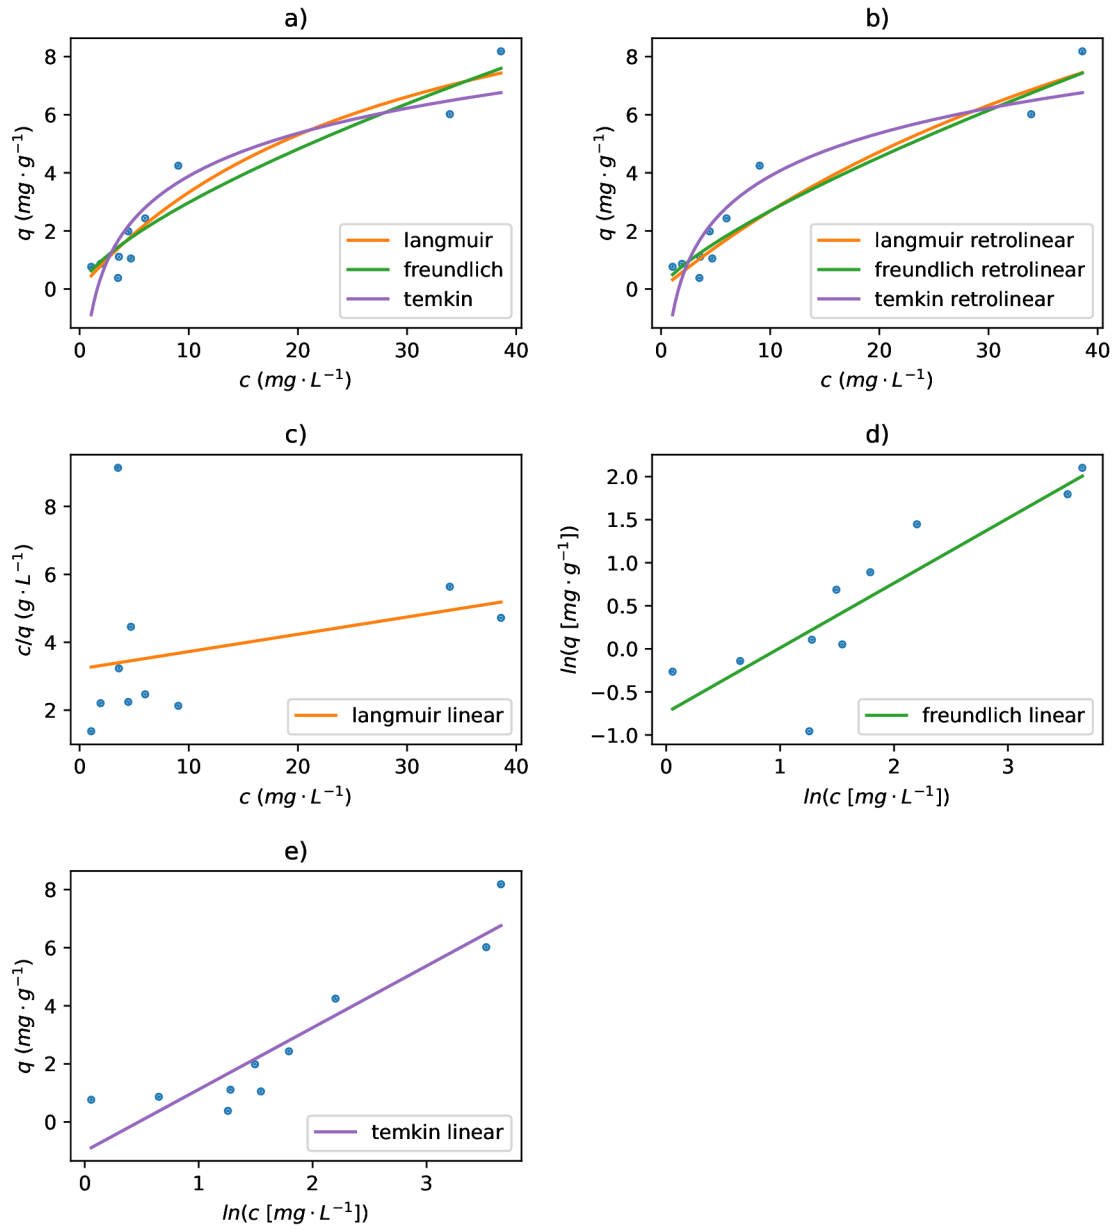 a)
8
6
4
2
0
q (mg · g⁻¹)
langmuir
freundlich
temkin
0 10 20 30 40
c (mg · L⁻¹)
b)
8
6
4
2
0
q (mg · g⁻¹)
langmuir retrolinear
freundlich retrolinear
temkin retrolinear
0 10 20 30 40
c (mg · L⁻¹)
c)
8
6
4
2
c/q (g · L⁻¹)
langmuir linear
0 10 20 30 40
c (mg · L⁻¹)
d)
2.0
1.5
1.0
0.5
0.0
−0.5
−1.0
ln(q [mg · g⁻¹])
freundlich linear
0 1 2 3
ln(c [mg · L⁻¹])
e)
8
6
4
2
0
q (mg · g⁻¹)
temkin linear
0 1 2 3
ln(c [mg · L⁻¹])